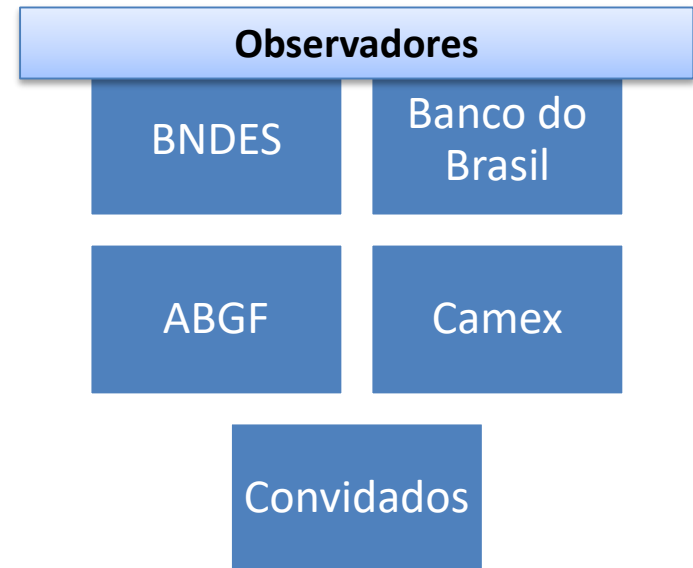 Observadores
BNDES
Banco do
Brasil
ABGF
Camex
Convidados